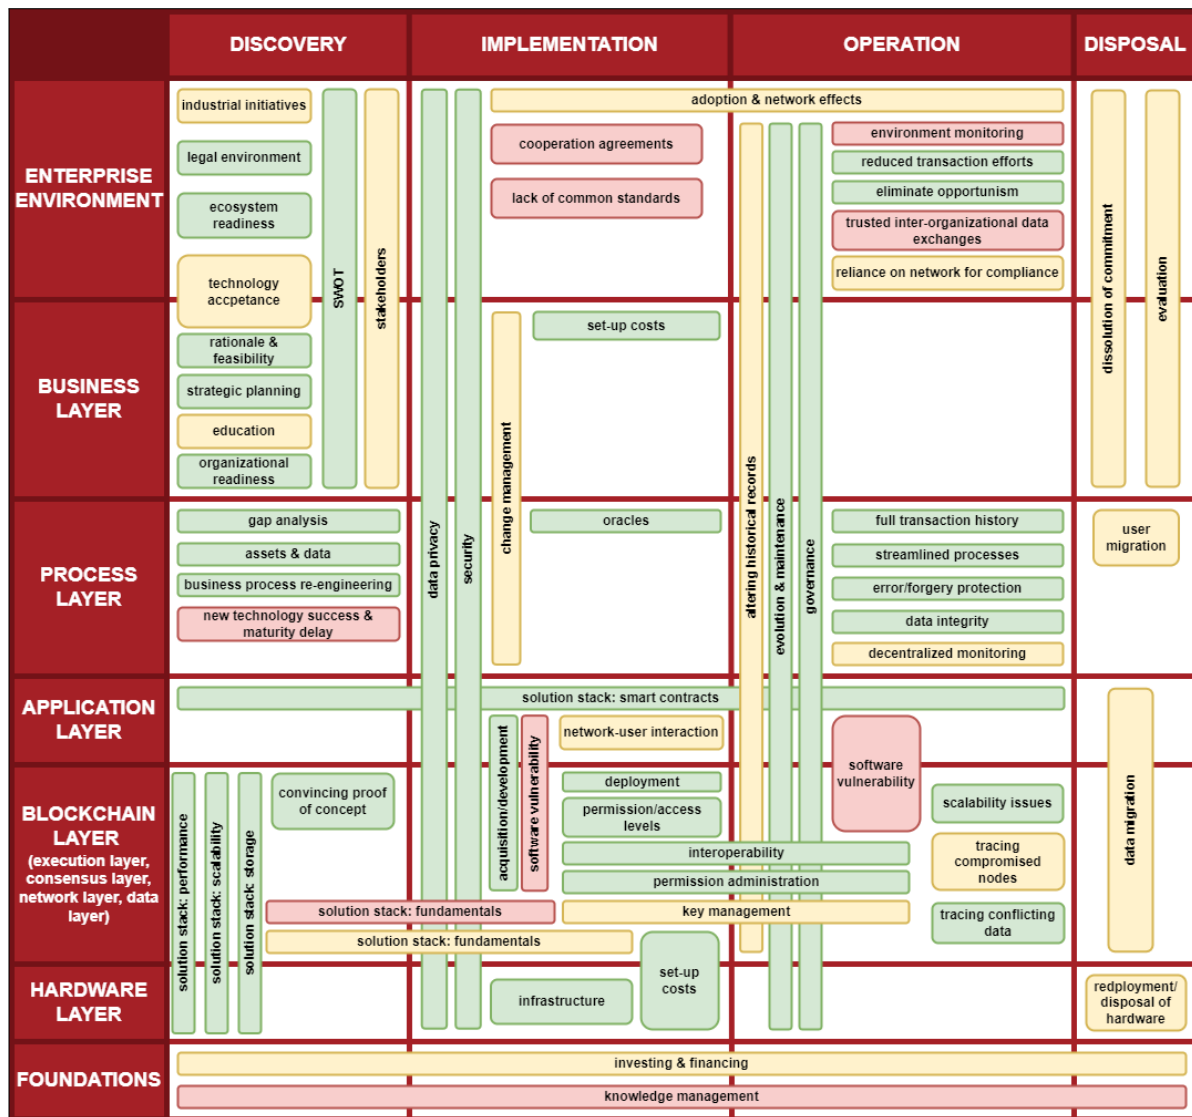 DISCOVERY
IMPLEMENTATION
OPERATION
DISPOSAL
ENTERPRISE
ENVIRONMENT
industrial initiatives
legal environment
ecosystem
readiness
technology
accpetance
SWOT
stakeholders
adoption & network effects
cooperation agreements
lack of common standards
environment monitoring
reduced transaction efforts
eliminate opportunism
trusted inter-organizational data
exchanges
reliance on network for compliance
dissolution of commitment
evaluation
BUSINESS
LAYER
rationale &
feasibility
strategic planning
education
organizational
readiness
change management
set-up costs
PROCESS
LAYER
gap analysis
assets & data
business process re-engineering
new technology success &
maturity delay
data privacy
security
oracles
altering historical records
evolution & maintenance
governance
full transaction history
streamlined processes
error/forgery protection
data integrity
decentralized monitoring
user
migration
APPLICATION
LAYER
solution stack: smart contracts
acquisition/development
software vulnerability
network-user interaction
software
vulnerability
data migration
BLOCKCHAIN
LAYER
(execution layer,
consensus layer,
network layer, data
layer)
solution stack: performance
solution stack: scalability
solution stack: storage
convincing proof
of concept
deployment
permission/access
levels
interoperability
permission administration
solution stack: fundamentals
key management
solution stack: fundamentals
scalability issues
tracing
compromised
nodes
tracing conflicting
data
HARDWARE
LAYER
infrastructure
set-up
costs
redployment/
disposal of
hardware
FOUNDATIONS
investing & financing
knowledge management